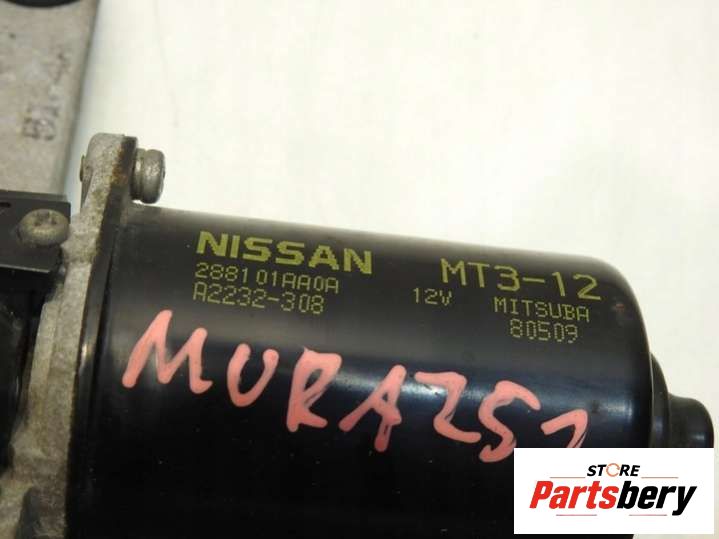 NISSAN
288101AA0A
A2232-308
MT3-12
12V MITSUBA
80509
MURAZ51
STORE
Partsbery